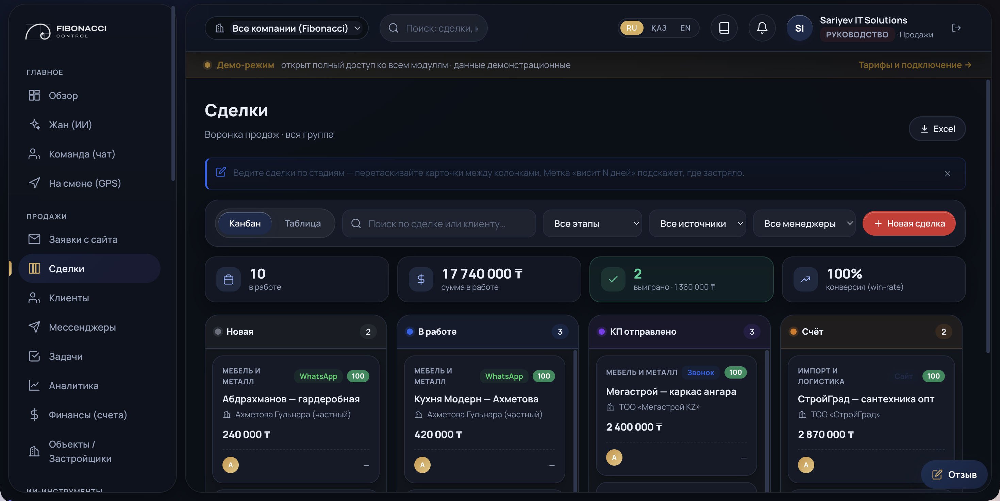 FIBONACCI
CONTROL
ГЛАВНОЕ
Обзор
Жан (ИИ)
Команда (чат)
На смене (GPS)
ПРОДАЖИ
Заявки с сайта
Сделки
Клиенты
Мессенджеры
Задачи
Аналитика
Финансы (счета)
Объекты /
Застройщики
ИИ-ИНСТРУМЕНТЫ
Все компании (Fibonacci)
Поиск: сделки, к
RU ҚАЗ EN
SI
Sariyev IT Solutions
РУКОВОДСТВО · Продажи
Демо-режим открыт полный доступ ко всем модулям · данные демонстрационные
Тарифы и подключение →
Сделки
Воронка продаж · вся группа
Excel
Ведите сделки по стадиям — перетаскивайте карточки между колонками. Метка «висит N дней» подскажет, где застряло.
Канбан Таблица
Поиск по сделке или клиенту...
Все этапы
Все источники
Все менеджеры
+ Новая сделка
10
в работе
17 740 000 ₸
сумма в работе
2
выиграно · 1 360 000 ₸
100%
конверсия (win-rate)
Новая 2
МЕБЕЛЬ И
МЕТАЛЛ
WhatsApp 100
Абдрахманов — гардеробная
Ахметова Гульнара (частный)
240 000 ₸
A —
В работе 3
МЕБЕЛЬ И
МЕТАЛЛ
WhatsApp 100
Кухня Модерн — Ахметова
Ахметова Гульнара (частный)
420 000 ₸
A —
КП отправлено 3
МЕБЕЛЬ И МЕТАЛЛ Звонок 100
Мегастрой — каркас ангара
ТОО «Мегастрой KZ»
2 400 000 ₸
A —
Счёт 2
ИМПОРТ И
ЛОГИСТИКА
Сайт 100
СтройГрад — сантехника опт
ТОО «СтройГрад»
2 870 000 ₸
A
Отзыв